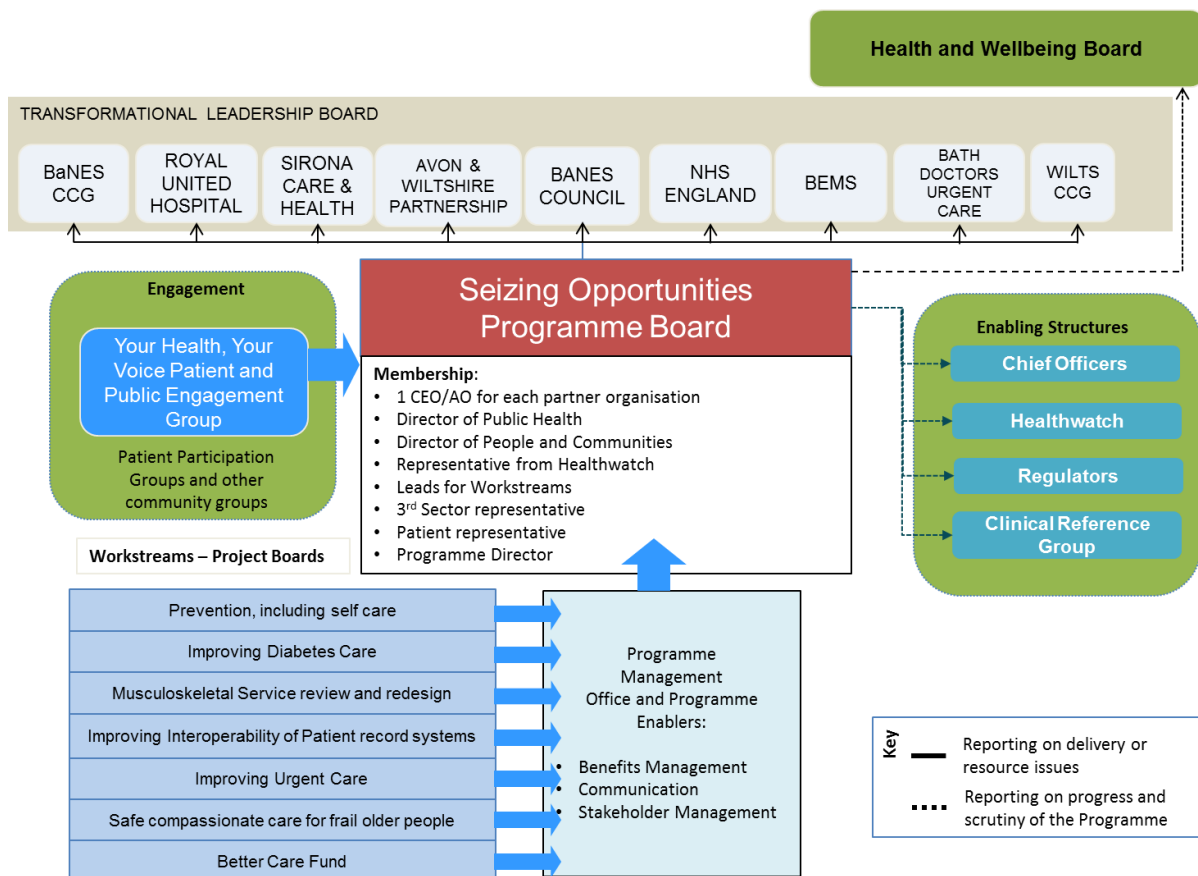 Health and Wellbeing Board
TRANSFORMATIONAL LEADERSHIP BOARD
BaNES
CCG
ROYAL
UNITED
HOSPITAL
SIRONA
CARE &
HEALTH
AVON &
WILTSHIRE
PARTNERSHIP
BANES
COUNCIL
NHS
ENGLAND
BEMS
BATH
DOCTORS
URGENT
CARE
WILTS
CCG
Engagement
Your Health, Your
Voice Patient and
Public Engagement
Group
Patient Participation
Groups and other
community groups
Seizing Opportunities
Programme Board
Membership:
• 1 CEO/AO for each partner organisation
• Director of Public Health
• Director of People and Communities
• Representative from Healthwatch
• Leads for Workstreams
• 3rd Sector representative
• Patient representative
• Programme Director
Enabling Structures
Chief Officers
Healthwatch
Regulators
Clinical Reference
Group
Workstreams – Project Boards
Prevention, including self care
Improving Diabetes Care
Musculoskeletal Service review and redesign
Improving Interoperability of Patient record systems
Improving Urgent Care
Safe compassionate care for frail older people
Better Care Fund
Programme
Management
Office and Programme
Enablers:
• Benefits Management
• Communication
• Stakeholder Management
Key
Reporting on delivery or
resource issues
Reporting on progress and
scrutiny of the Programme